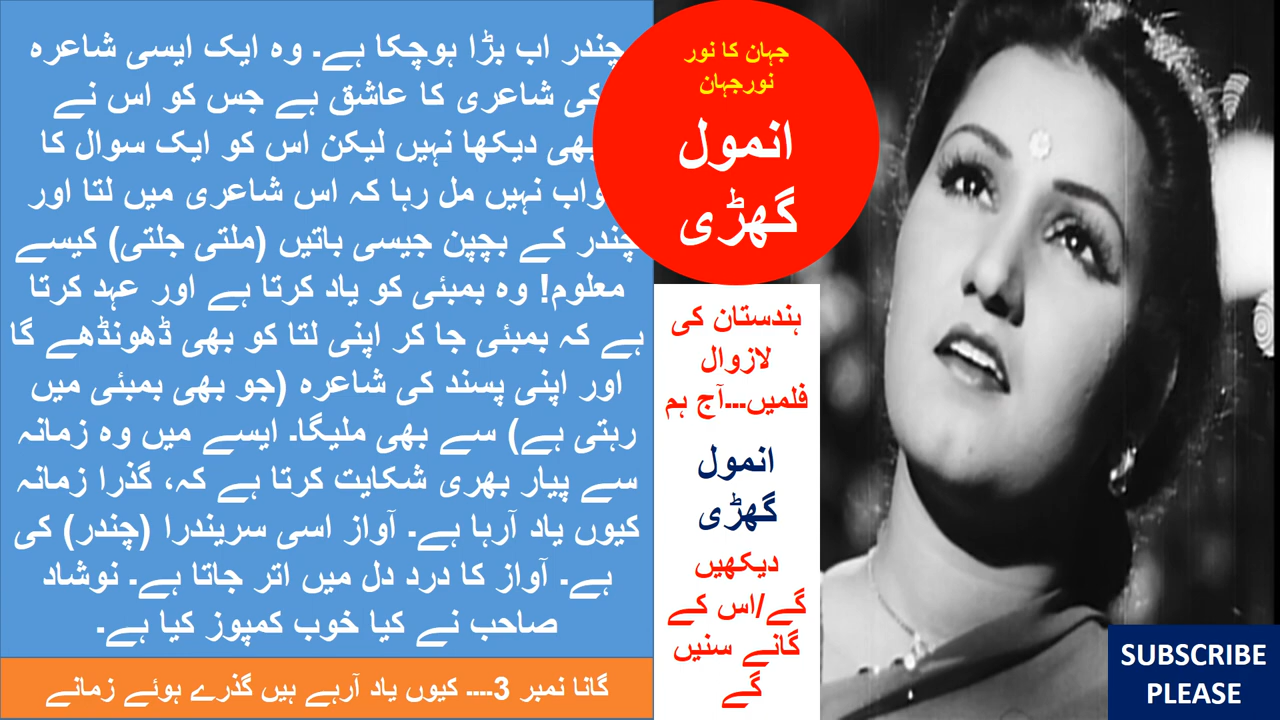 چندر اب بڑا ہوچکا ہے۔ وہ ایک ایسی شاعرہ
کی شاعری کا عاشق ہے جس کو اس نے
دیکھا نہیں لیکن اس کو ایک سوال کا
نہیں مل رہا کہ اس شاعری میں لتا اور
چندر کے بچپن جیسی باتیں (ملتی جلتی) کیسے
معلوم! وہ بمبئی کو یاد کرتا ہے اور عہد کرتا
ہے کہ بمبئی جا کر اپنی لتا کو بھی ڈھونڈھے گا
اور اپنی پسند کی شاعرہ (جو بھی بمبئی میں
رہتی ہے) سے بھی ملیگا۔ ایسے میں وہ زمانہ
سے پیار بھری شکایت کرتا ہے کہ، گذرا زمانہ
کیوں یاد آرہا ہے۔ آواز اسی سریندرا (چندر) کی
ہے۔ آواز کا درد دل میں اتر جاتا ہے۔ نوشاد
صاحب نے کیا خوب کمپوز کیا ہے۔
گانا نمبر 3۔۔۔۔ کیوں یاد آرہے ہیں گذرے ہوئے زمانے
جہان کا نور
نورجہان
انمول
گھڑی
ہندستان کی
لازوال
فلمیں۔۔۔آج ہم
انمول
گھڑی
دیکھیں
گے/اس کے
گانے سنیں
گے
SUBSCRIBE
PLEASE